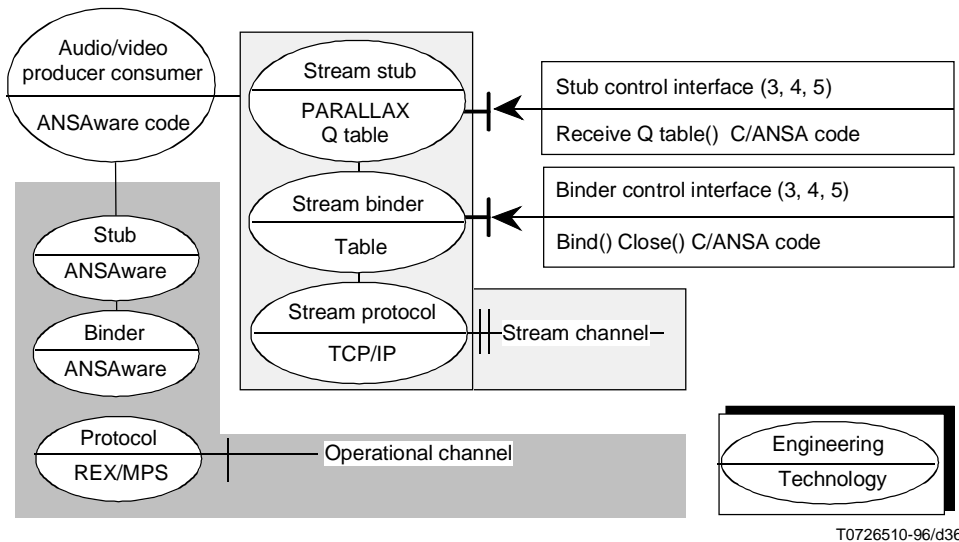 Audio/video
producer consumer
ANSAware code
Stream stub
PARALLAX
Q table
Stub control interface (3, 4, 5)
Receive Q table() C/ANSA code
Stream binder
Table
Binder control interface (3, 4, 5)
Bind() Close() C/ANSA code
Stub
ANSAware
Binder
ANSAware
Stream protocol
TCP/IP
Stream channel
Protocol
REX/MPS
Operational channel
Engineering
Technology
T0726510-96/d36